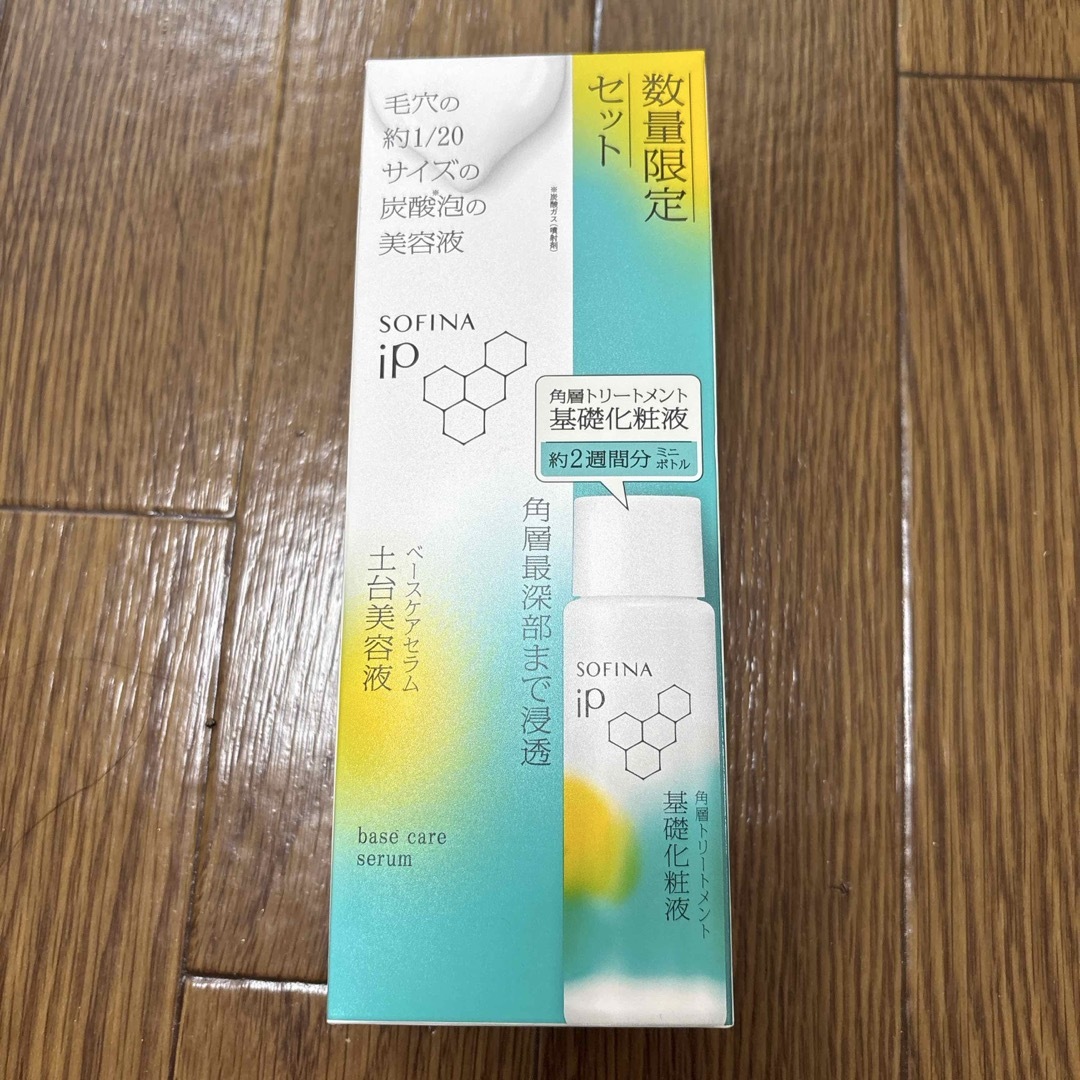 毛穴の
約1/20
サイズの
炭酸※泡の
美容液
※炭酸ガス(噴射剤)
数量限定
セット
SOFINA
iP
角層トリートメント
基礎化粧液
約2週間分 ミニ
ボトル
角層最深部まで浸透
ベースケアセラム
土台美容液
base care
serum
SOFINA
iP
角層トリートメント
基礎化粧液